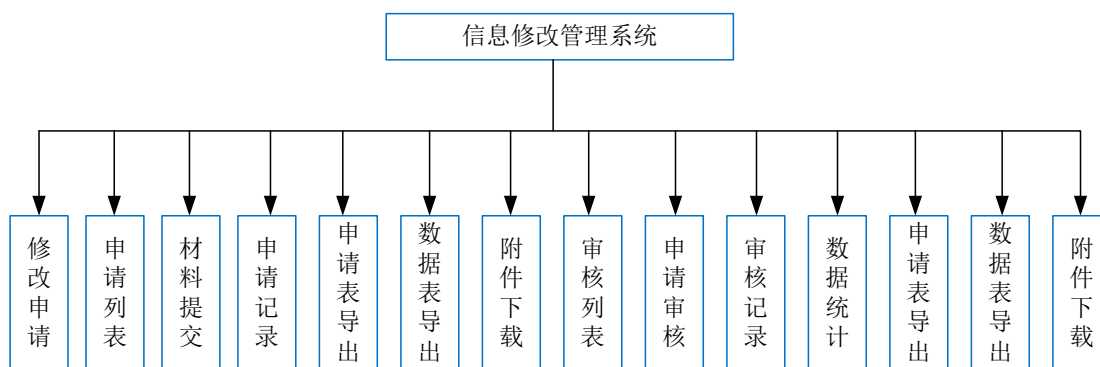 信息修改管理系统
修改申请
申请列表
材料提交
申请记录
申请表导出
数据表导出
附件下载
审核列表
申请审核
审核记录
数据统计
申请表导出
数据表导出
附件下载